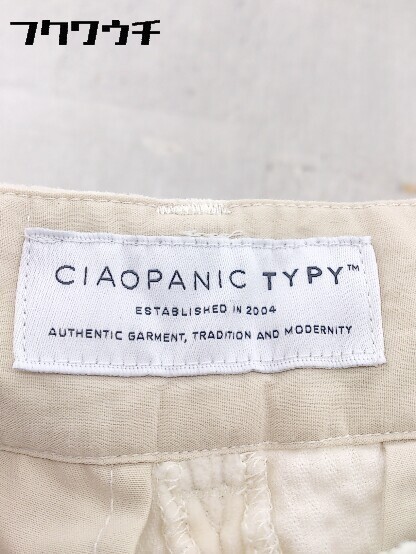 フクワウチ
CIAOPANIC TYPY™
ESTABLISHED IN 2004
AUTHENTIC GARMENT, TRADITION AND MODERNITY